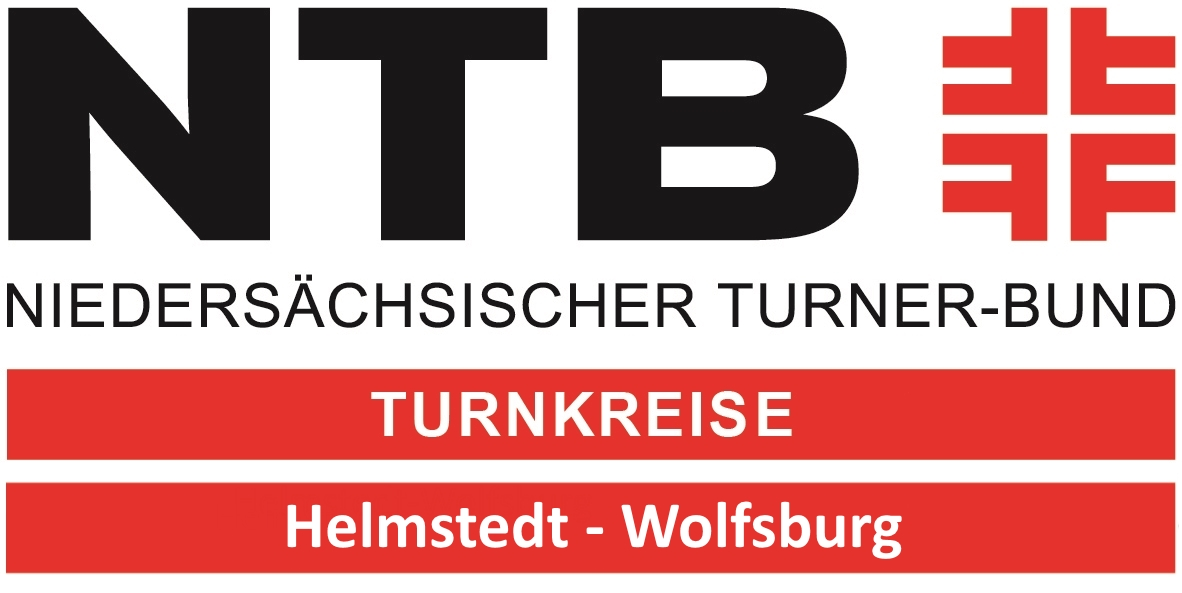 NTB
NIEDERSÄCHSISCHER TURNER-BUND
TURNKREISE
Helmstedt - Wolfsburg